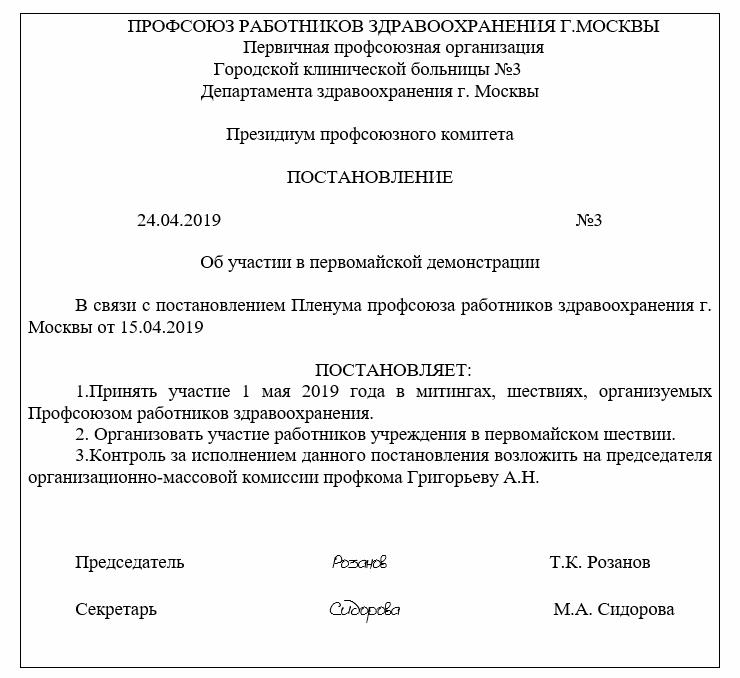 ПРОФСОЮЗ РАБОТНИКОВ ЗДРАВООХРАНЕНИЯ Г.МОСКВЫ
Первичная профсоюзная организация
Городской клинической больницы №3
Департамента здравоохранения г. Москвы
Президиум профсоюзного комитета
ПОСТАНОВЛЕНИЕ
24.04.2019 №3
Об участии в первомайской демонстрации
В связи с постановлением Пленума профсоюза работников здравоохранения г.
Москвы от 15.04.2019
ПОСТАНОВЛЯЕТ:
1.Принять участие 1 мая 2019 года в митингах, шествиях, организуемых
Профсоюзом работников здравоохранения.
2. Организовать участие работников учреждения в первомайском шествии.
3.Контроль за исполнением данного постановления возложить на председателя
организационно-массовой комиссии профкома Григорьеву А.Н.
Председатель Розанов Т.К. Розанов
Секретарь Сидорова М.А. Сидорова